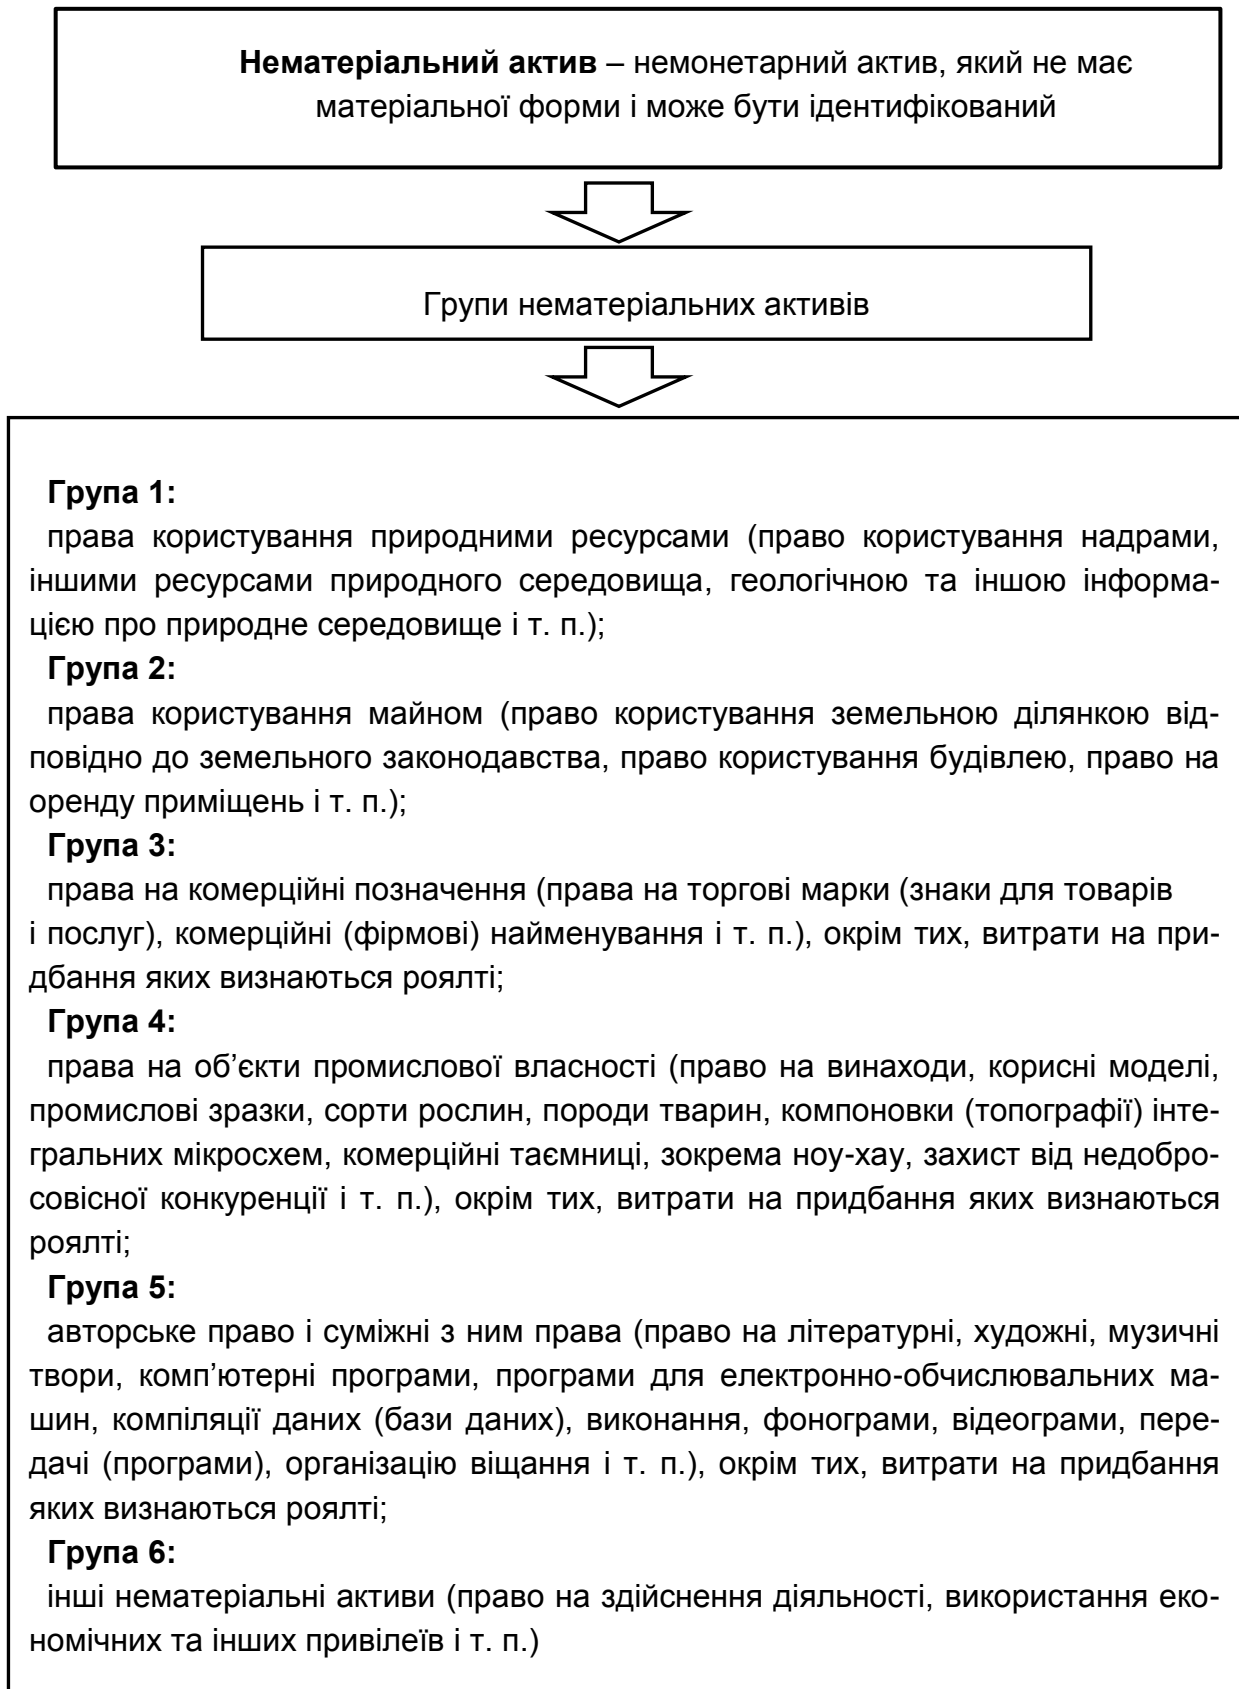 Нематеріальний актив – немонетарний актив, який не має
матеріальної форми і може бути ідентифікований
Групи нематеріальних активів
Група 1:
права користування природними ресурсами (право користування надрами,
іншими ресурсами природного середовища, геологічною та іншою інформа-
цією про природне середовище і т. п.);
Група 2:
права користування майном (право користування земельною ділянкою від-
повідно до земельного законодавства, право користування будівлею, право на
оренду приміщень і т. п.);
Група 3:
права на комерційні позначення (права на торгові марки (знаки для товарів
і послуг), комерційні (фірмові) найменування і т. п.), окрім тих, витрати на при-
дбання яких визнаються роялті;
Група 4:
права на об’єкти промислової власності (право на винаходи, корисні моделі,
промислові зразки, сорти рослин, породи тварин, компоновки (топографії) інте-
гральних мікросхем, комерційні таємниці, зокрема ноу-хау, захист від недобро-
совісної конкуренції і т. п.), окрім тих, витрати на придбання яких визнаються
роялті;
Група 5:
авторське право і суміжні з ним права (право на літературні, художні, музичні
твори, комп’ютерні програми, програми для електронно-обчислювальних ма-
шин, компіляції даних (бази даних), виконання, фонограми, відеограми, пере-
дачі (програми), організацію віщання і т. п.), окрім тих, витрати на придбання
яких визнаються роялті;
Група 6:
інші нематеріальні активи (право на здійснення діяльності, використання еко-
номічних та інших привілеїв і т. п.)